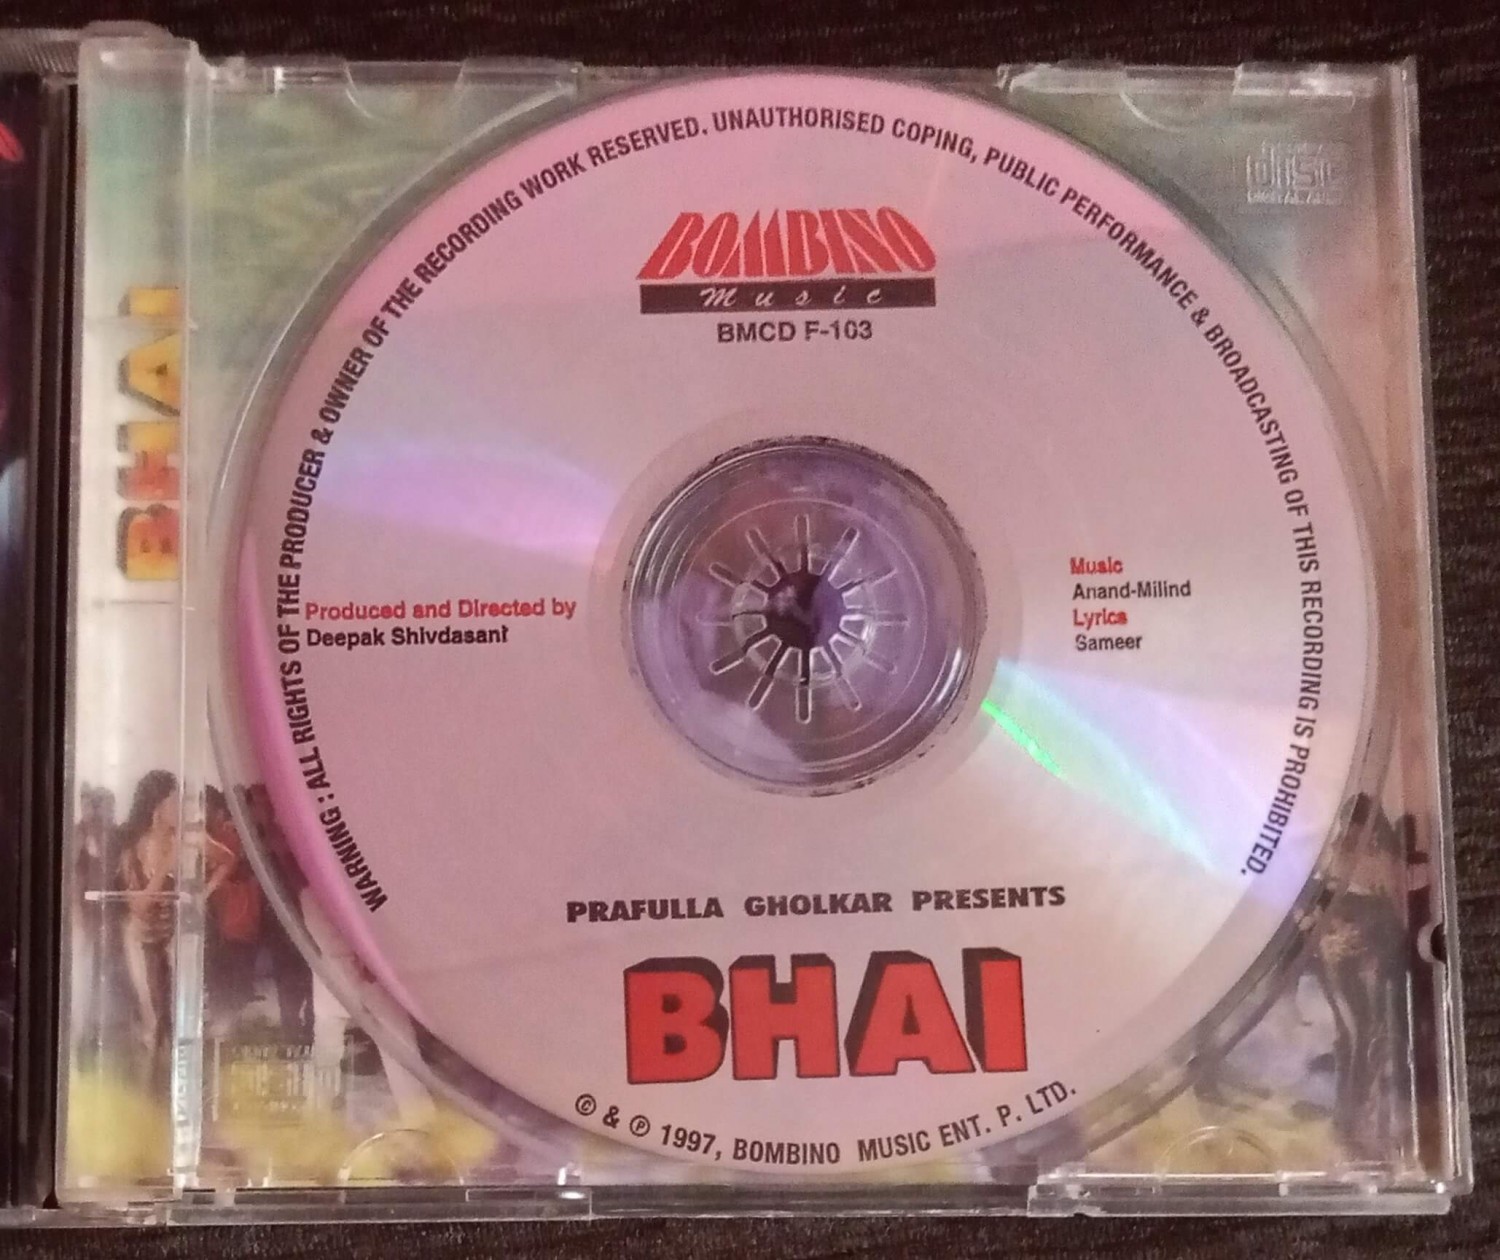 BHAI
WARNING : ALL RIGHTS OF THE PRODUCER & OWNER OF THE RECORDING WORK RESERVED. UNAUTHORISED COPING, PUBLIC PERFORMANCE & BROADCASTING OF THIS RECORDING IS PROHIBITED.
BOMBINO
Music
BMCD F-103
Produced and Directed by
Deepak Shivdasani
Music
Anand-Milind
Lyrics
Sameer
PRAFULLA GHOLKAR PRESENTS
BHAI
© & ℗ 1997, BOMBINO MUSIC ENT. P. LTD.
disc